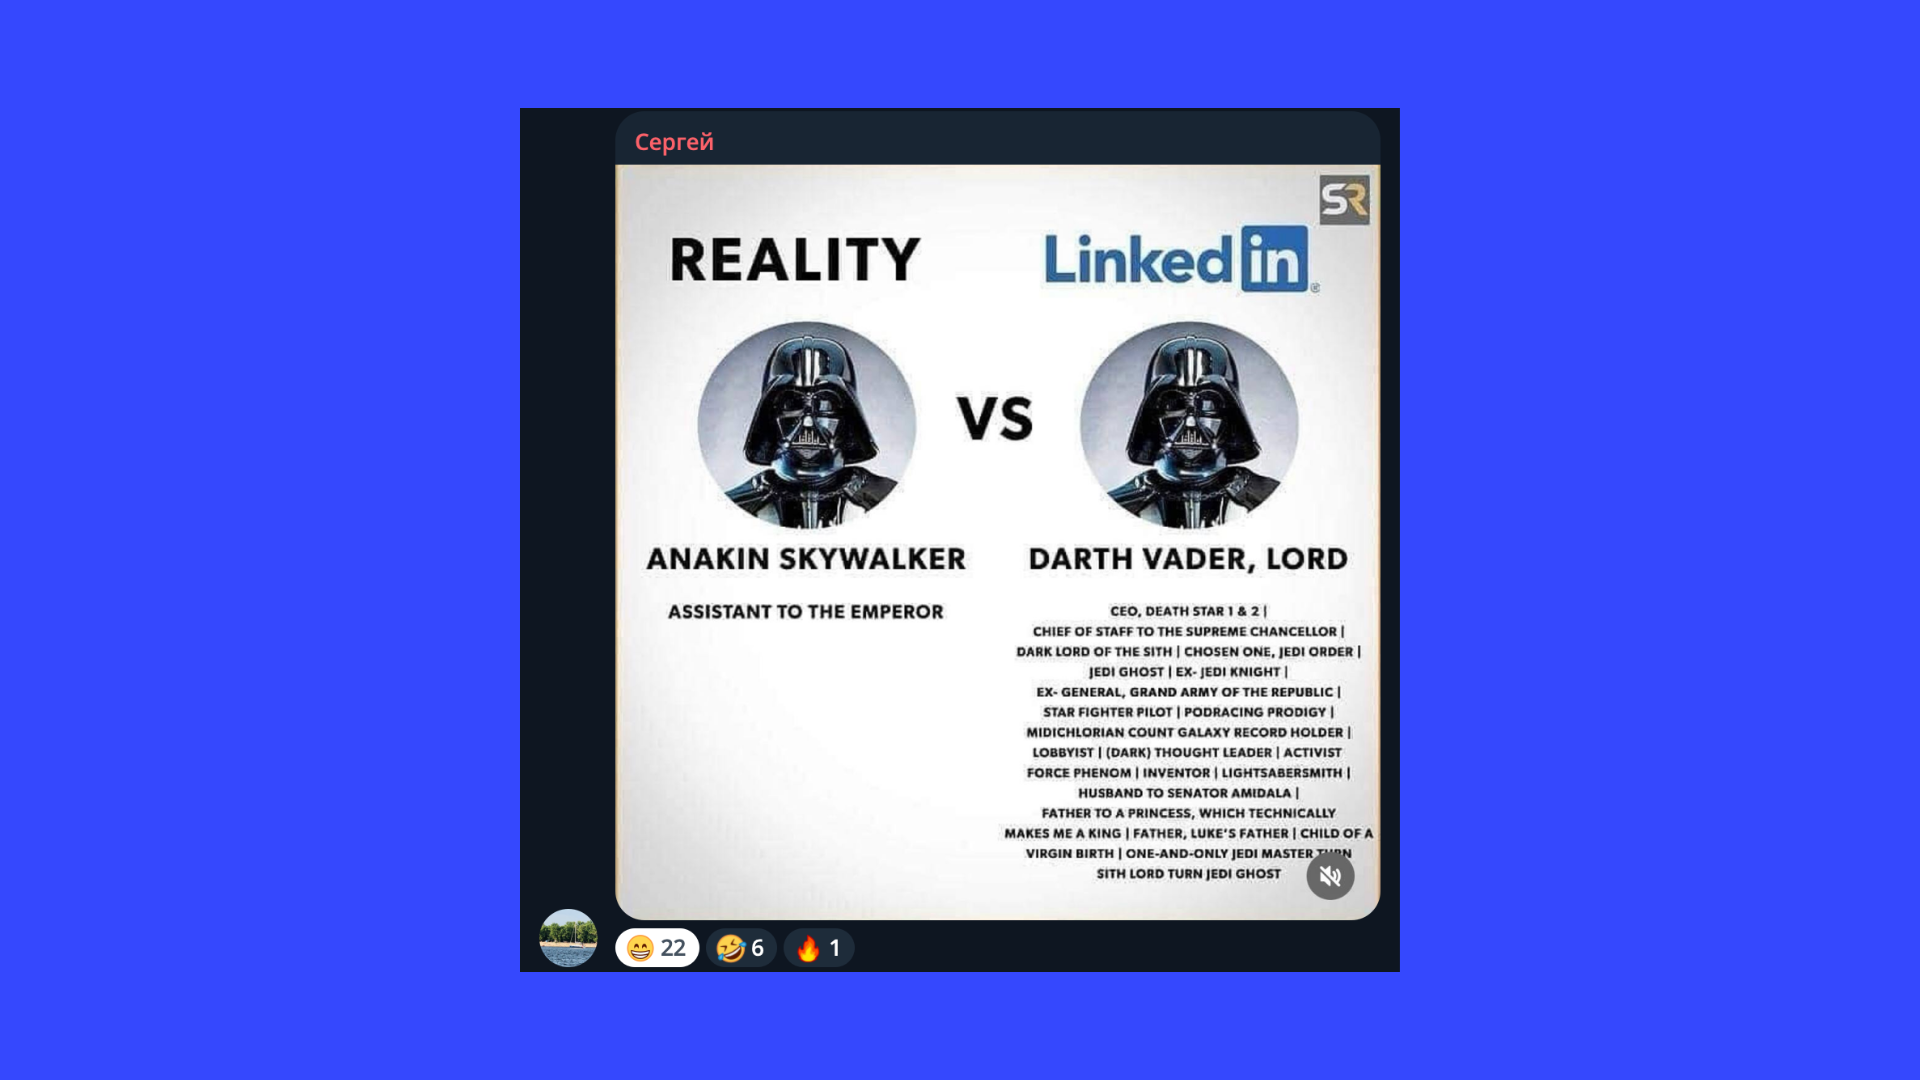 Сергей
SR
REALITY
LinkedIn®
VS
ANAKIN SKYWALKER
ASSISTANT TO THE EMPEROR
DARTH VADER, LORD
CEO, DEATH STAR 1 & 2 |
CHIEF OF STAFF TO THE SUPREME CHANCELLOR |
DARK LORD OF THE SITH | CHOSEN ONE, JEDI ORDER |
JEDI GHOST | EX- JEDI KNIGHT |
EX- GENERAL, GRAND ARMY OF THE REPUBLIC |
STAR FIGHTER PILOT | PODRACING PRODIGY |
MIDICHLORIAN COUNT GALAXY RECORD HOLDER |
LOBBYIST | (DARK) THOUGHT LEADER | ACTIVIST
FORCE PHENOM | INVENTOR | LIGHTSABERSMITH |
HUSBAND TO SENATOR AMIDALA |
FATHER TO A PRINCESS, WHICH TECHNICALLY
MAKES ME A KING | FATHER, LUKE'S FATHER | CHILD OF A
VIRGIN BIRTH | ONE-AND-ONLY JEDI MASTER TURN
SITH LORD TURN JEDI GHOST
😁 22 🤣 6 🔥 1